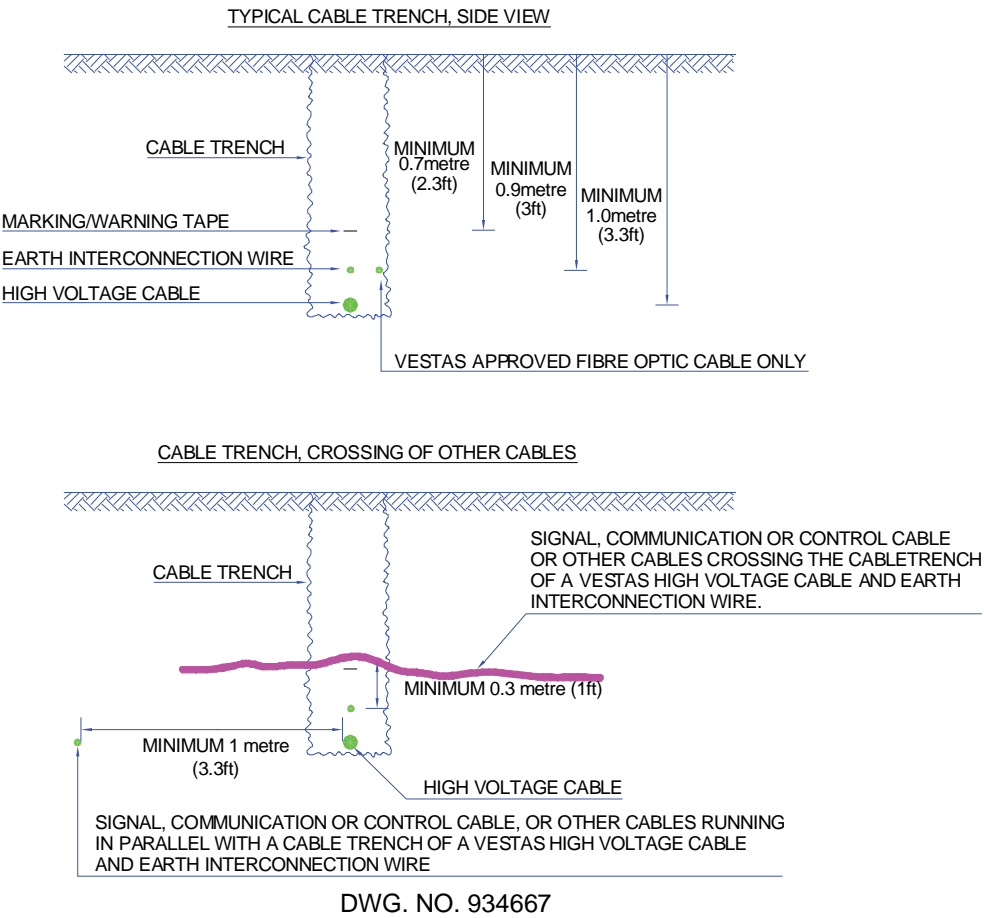 TYPICAL CABLE TRENCH, SIDE VIEW
CABLE TRENCH
MINIMUM
0.7metre
(2.3ft)
MINIMUM
0.9metre
(3ft)
MINIMUM
1.0metre
(3.3ft)
MARKING/WARNING TAPE
EARTH INTERCONNECTION WIRE
HIGH VOLTAGE CABLE
VESTAS APPROVED FIBRE OPTIC CABLE ONLY
CABLE TRENCH, CROSSING OF OTHER CABLES
SIGNAL, COMMUNICATION OR CONTROL CABLE
OR OTHER CABLES CROSSING THE CABLETRENCH
OF A VESTAS HIGH VOLTAGE CABLE AND EARTH
INTERCONNECTION WIRE.
CABLE TRENCH
MINIMUM 0.3 metre (1ft)
MINIMUM 1 metre
(3.3ft)
HIGH VOLTAGE CABLE
SIGNAL, COMMUNICATION OR CONTROL CABLE, OR OTHER CABLES RUNNING
IN PARALLEL WITH A CABLE TRENCH OF A VESTAS HIGH VOLTAGE CABLE
AND EARTH INTERCONNECTION WIRE
DWG. NO. 934667